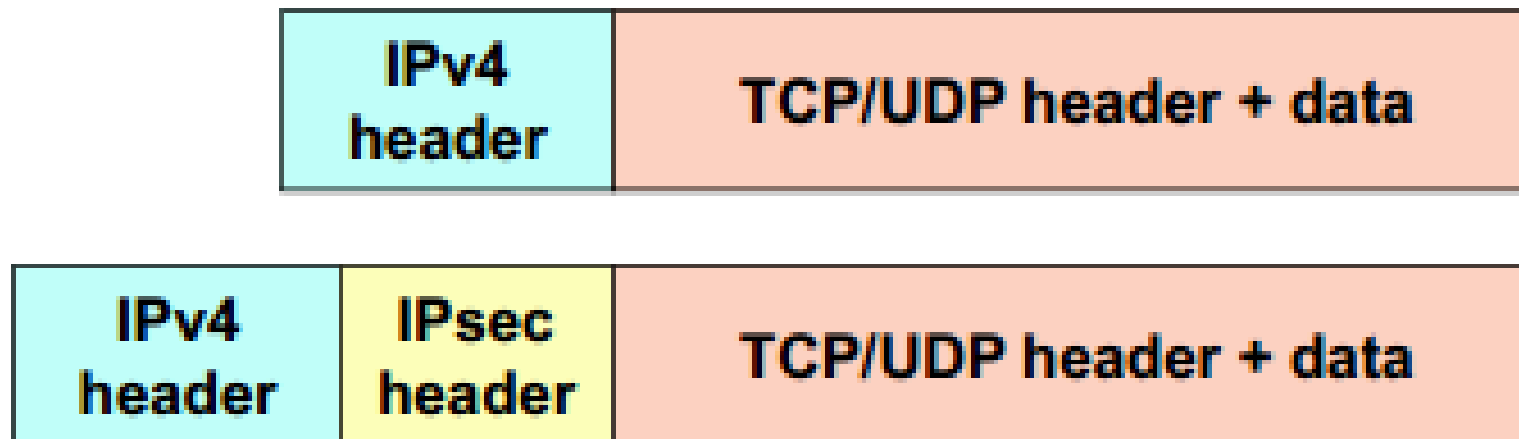 IPv4
header
TCP/UDP header + data
IPv4
header
IPsec
header
TCP/UDP header + data